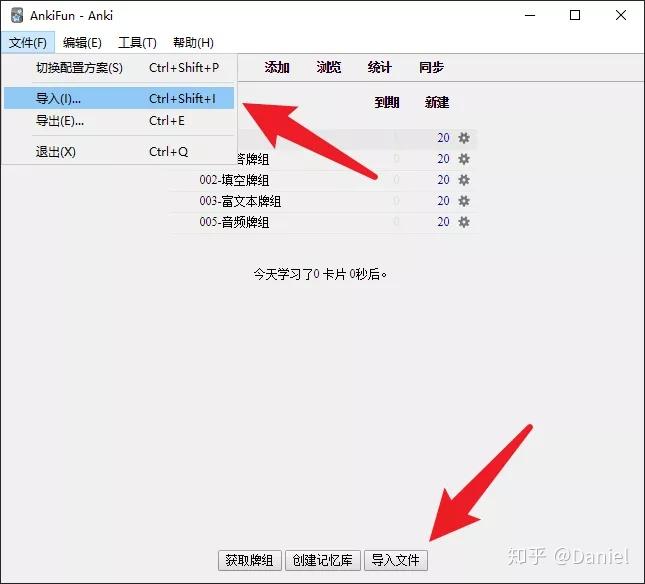 AnkiFun - Anki
文件(F) 编辑(E) 工具(T) 帮助(H)
切换配置方案(S) Ctrl+Shift+P
导入(I)... Ctrl+Shift+I
导出(E)... Ctrl+E
退出(X) Ctrl+Q
添加 浏览 统计 同步
到期 新建
20
音牌组 0 20
002-填空牌组 0 20
003-富文本牌组 0 20
005-音频牌组 0 20
今天学习了0 卡片 0秒后。
获取牌组 创建记忆库 导入文件
知乎 @Daniel